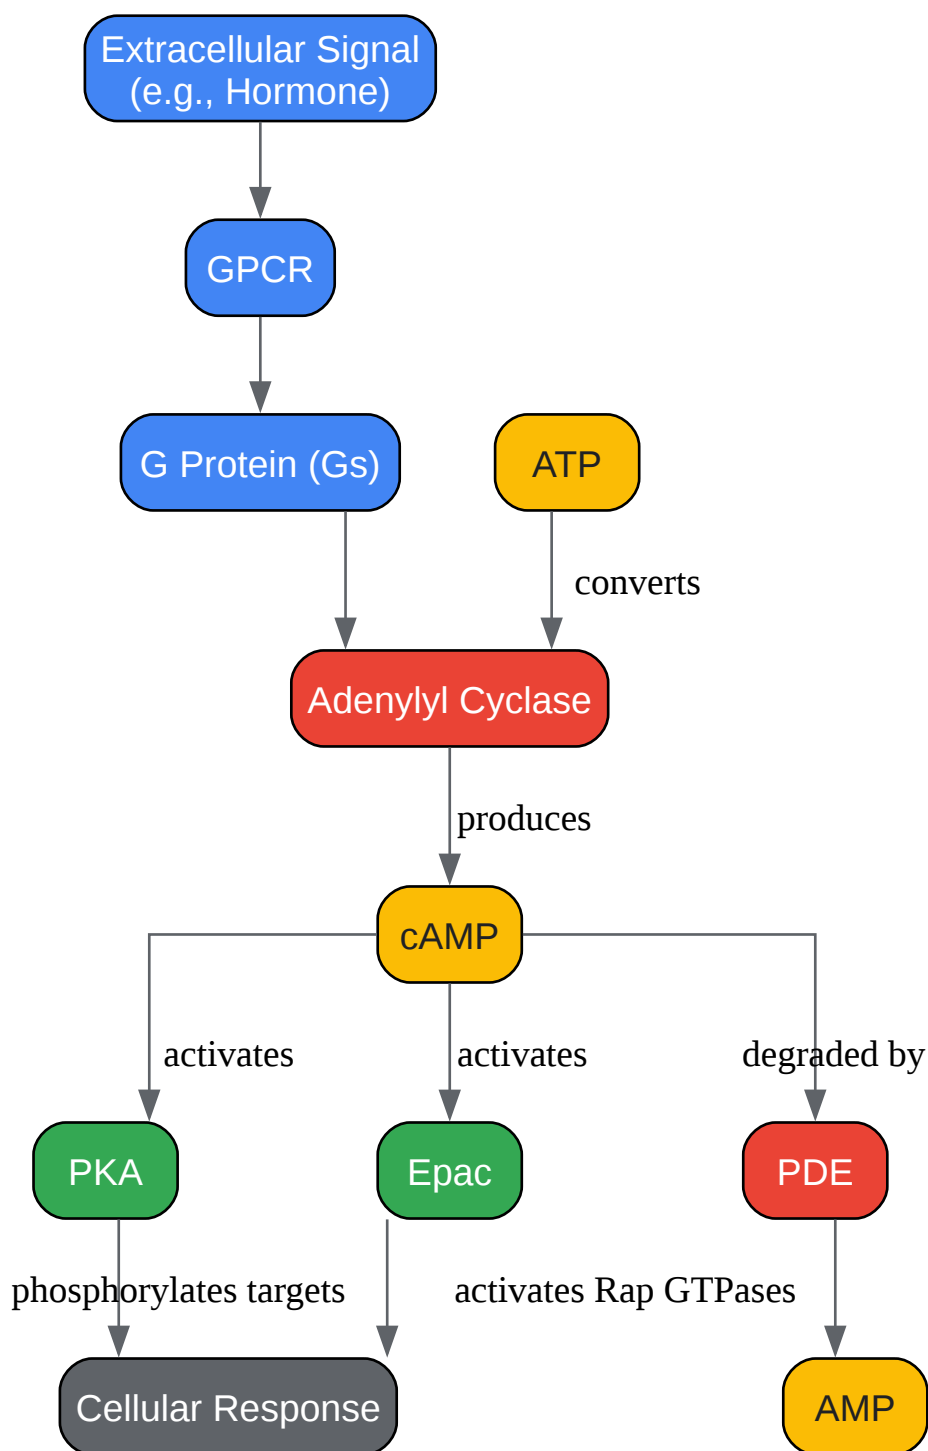 Extracellular Signal
(e.g., Hormone)
GPCR
G Protein (Gs)
ATP
converts
Adenylyl Cyclase
produces
cAMP
activates
activates
degraded by
PKA
Epac
PDE
phosphorylates targets
activates Rap GTPases
Cellular Response
AMP